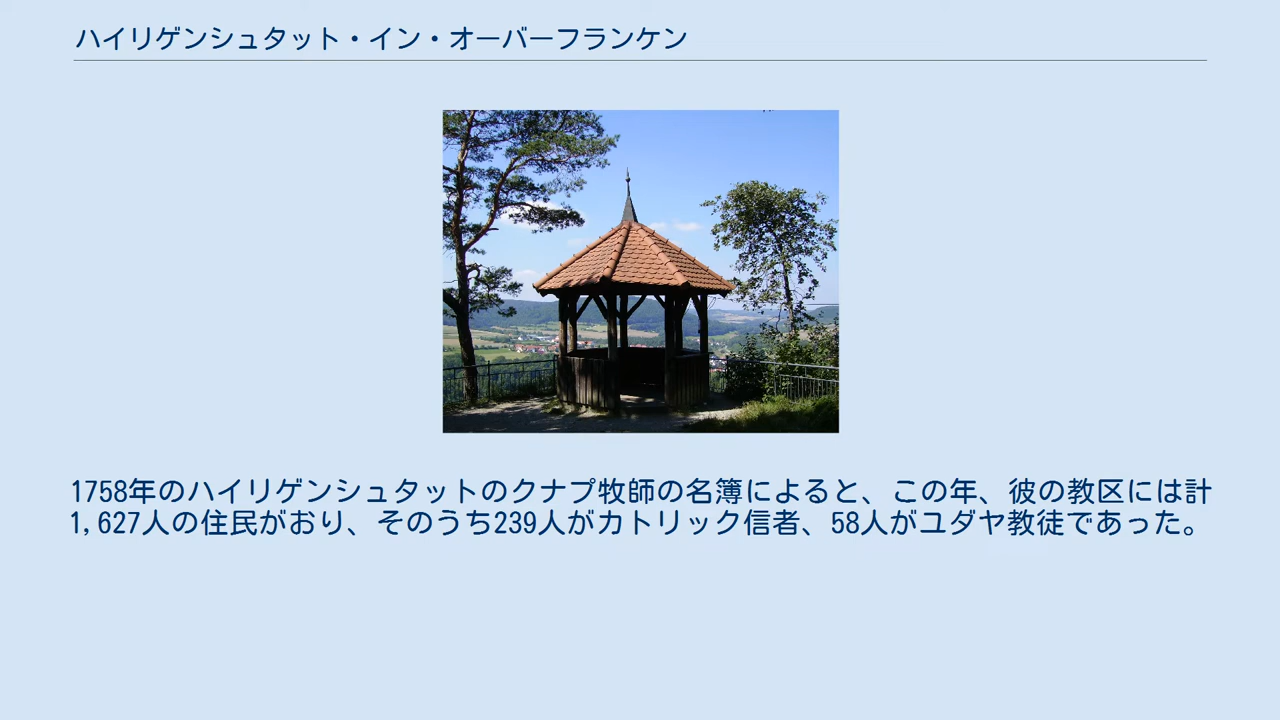 ハイリゲンシュタット・イン・オーバーフランケン
1758年のハイリゲンシュタットのクナプ牧師の名簿によると、この年、彼の教区には計
1,627人の住民がおり、そのうち239人がカトリック信者、58人がユダヤ教徒であった。